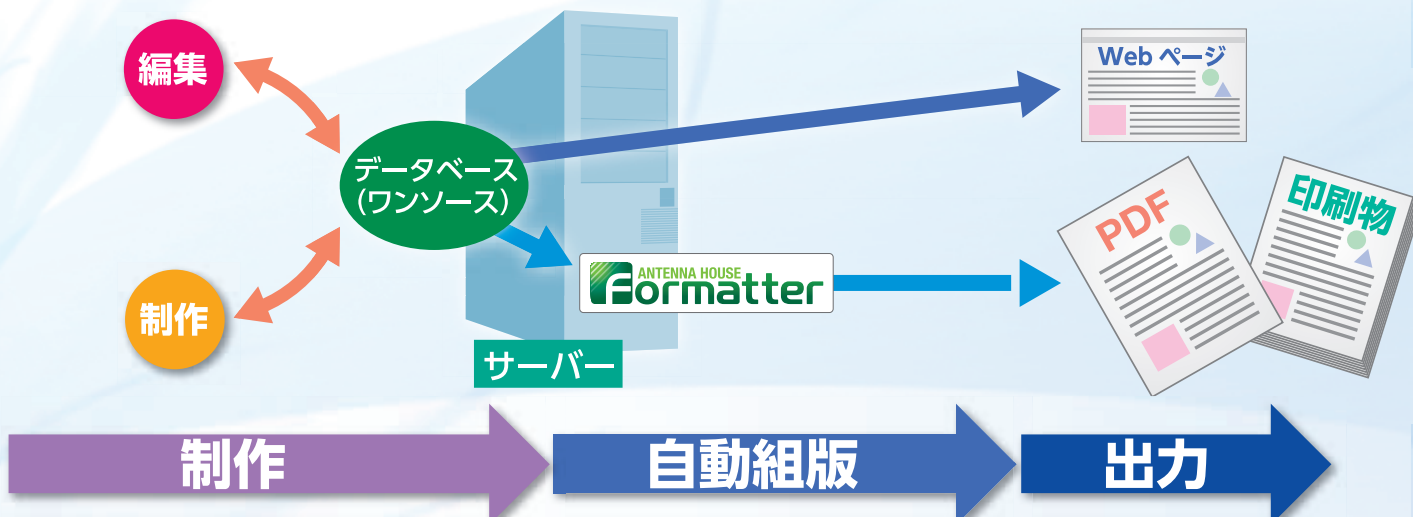 編集
制作
データベース
(ワンソース)
ANTENNA HOUSE
Formatter
サーバー
Web ページ
PDF
印刷物
制作
自動組版
出力